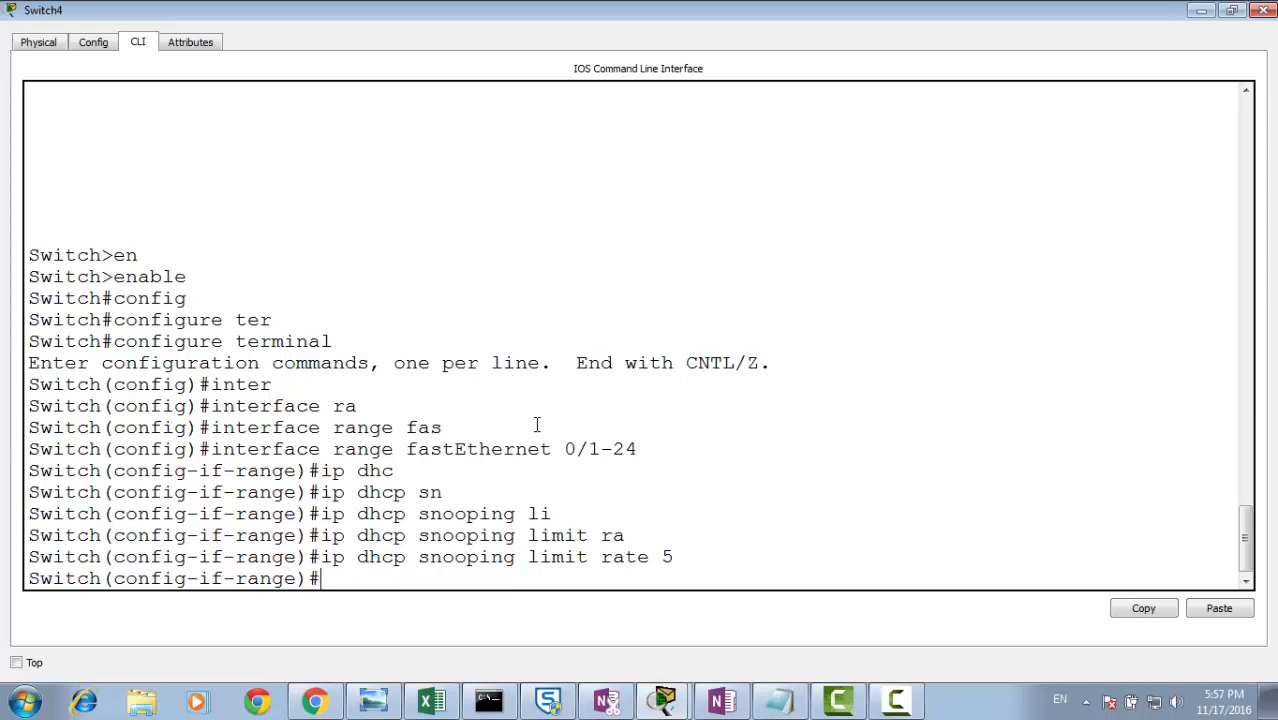 Switch4
Physical
Config
CLI
Attributes
IOS Command Line Interface
Switch>en
Switch>enable
Switch#config
Switch#configure ter
Switch#configure terminal
Enter configuration commands, one per line.  End with CNTL/Z.
Switch(config)#inter
Switch(config)#interface ra
Switch(config)#interface range fas
Switch(config)#interface range fastEthernet 0/1-24
Switch(config-if-range)#ip dhc
Switch(config-if-range)#ip dhcp sn
Switch(config-if-range)#ip dhcp snooping li
Switch(config-if-range)#ip dhcp snooping limit ra
Switch(config-if-range)#ip dhcp snooping limit rate 5
Switch(config-if-range)#
Copy
Paste
Top
EN
5:57 PM
11/17/2016